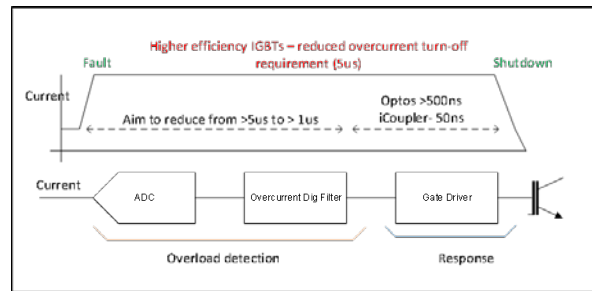 Higher efficiency IGBTs – reduced overcurrent turn-off
requirement (5us)
Fault
Shutdown
Current
Optos >500ns
Aim to reduce from >5us to > 1us
iCoupler- 50ns
Current
ADC
Overcurrent Dig Filter
Gate Driver
Overload detection
Response